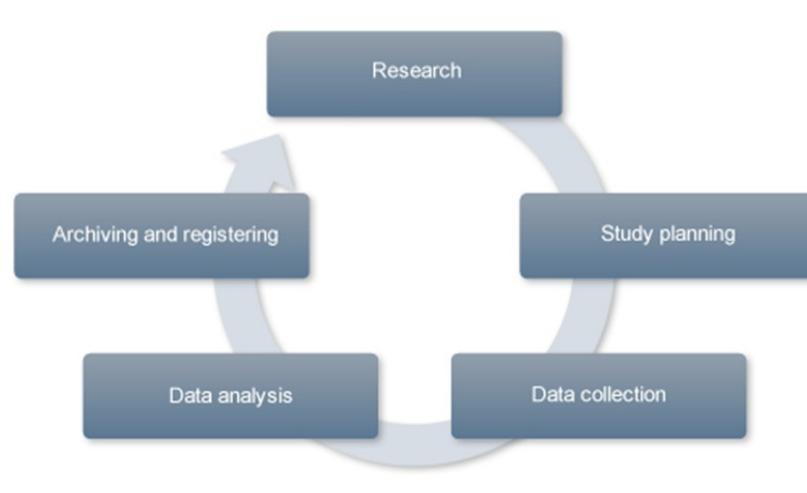 Research
Study planning
Data collection
Data analysis
Archiving and registering